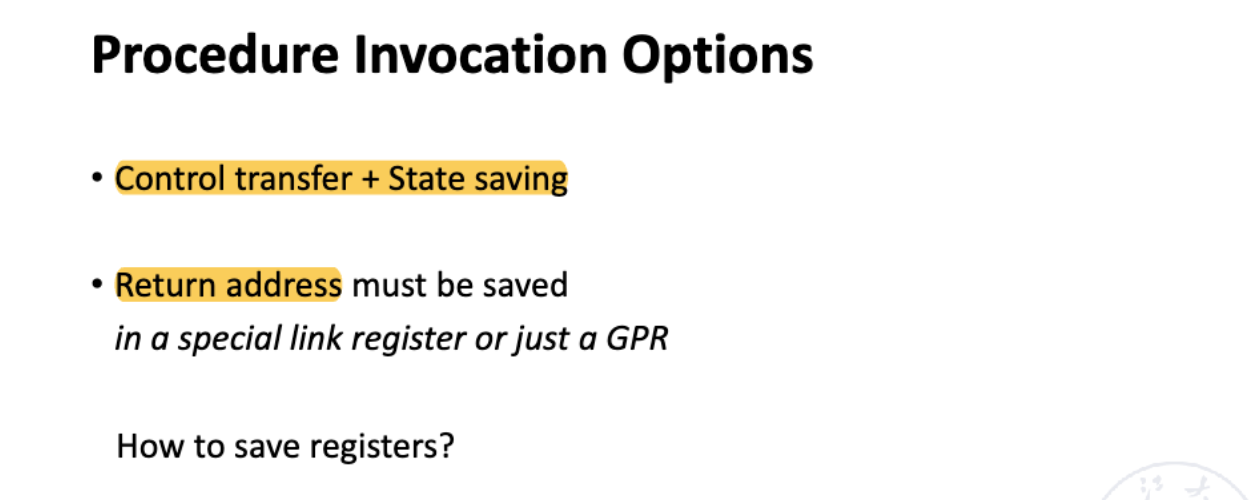 Procedure Invocation Options
• Control transfer + State saving
• Return address must be saved
in a special link register or just a GPR
How to save registers?